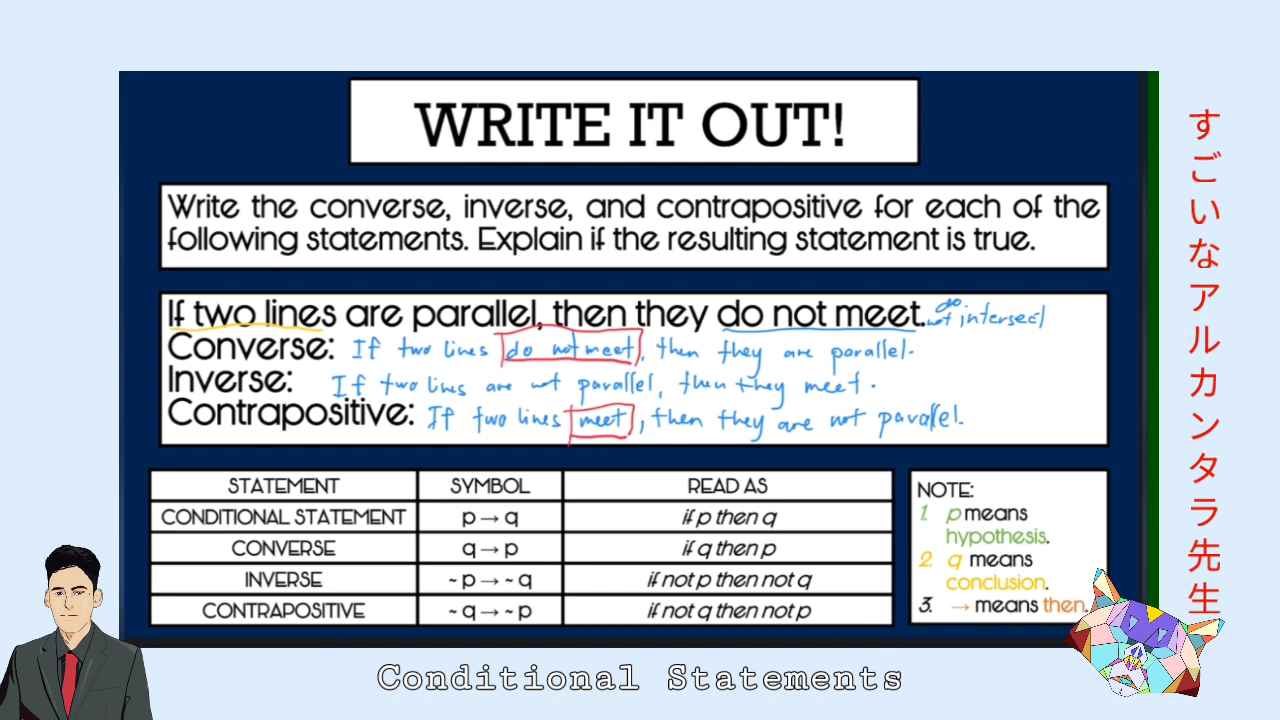 WRITE IT OUT!
Write the converse, inverse, and contrapositive for each of the
following statements. Explain if the resulting statement is true.
If two lines are parallel, then they do not meet. do not intersect
Converse: If two lines do not meet, then they are parallel.
Inverse: If two lines are not parallel, then they meet.
Contrapositive: If two lines meet, then they are not parallel.
STATEMENT SYMBOL READ AS
CONDITIONAL STATEMENT p → q if p then q
CONVERSE q → p if q then p
INVERSE ~ p → ~ q if not p then not q
CONTRAPOSITIVE ~ q → ~ p if not q then not p
NOTE:
1. p means
hypothesis.
2. q means
conclusion.
3. → means then.
すごいなアルカンタラ先生
Conditional Statements